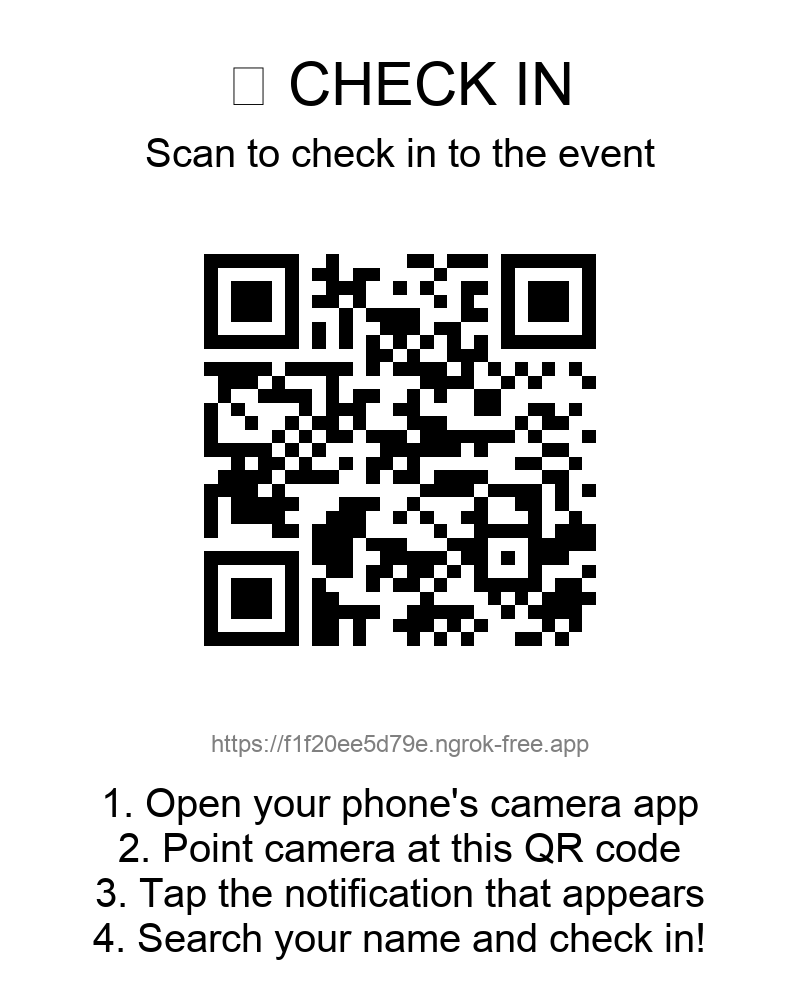 CHECK IN
Scan to check in to the event
https://f1f20ee5d79e.ngrok-free.app
1. Open your phone's camera app
2. Point camera at this QR code
3. Tap the notification that appears
4. Search your name and check in!